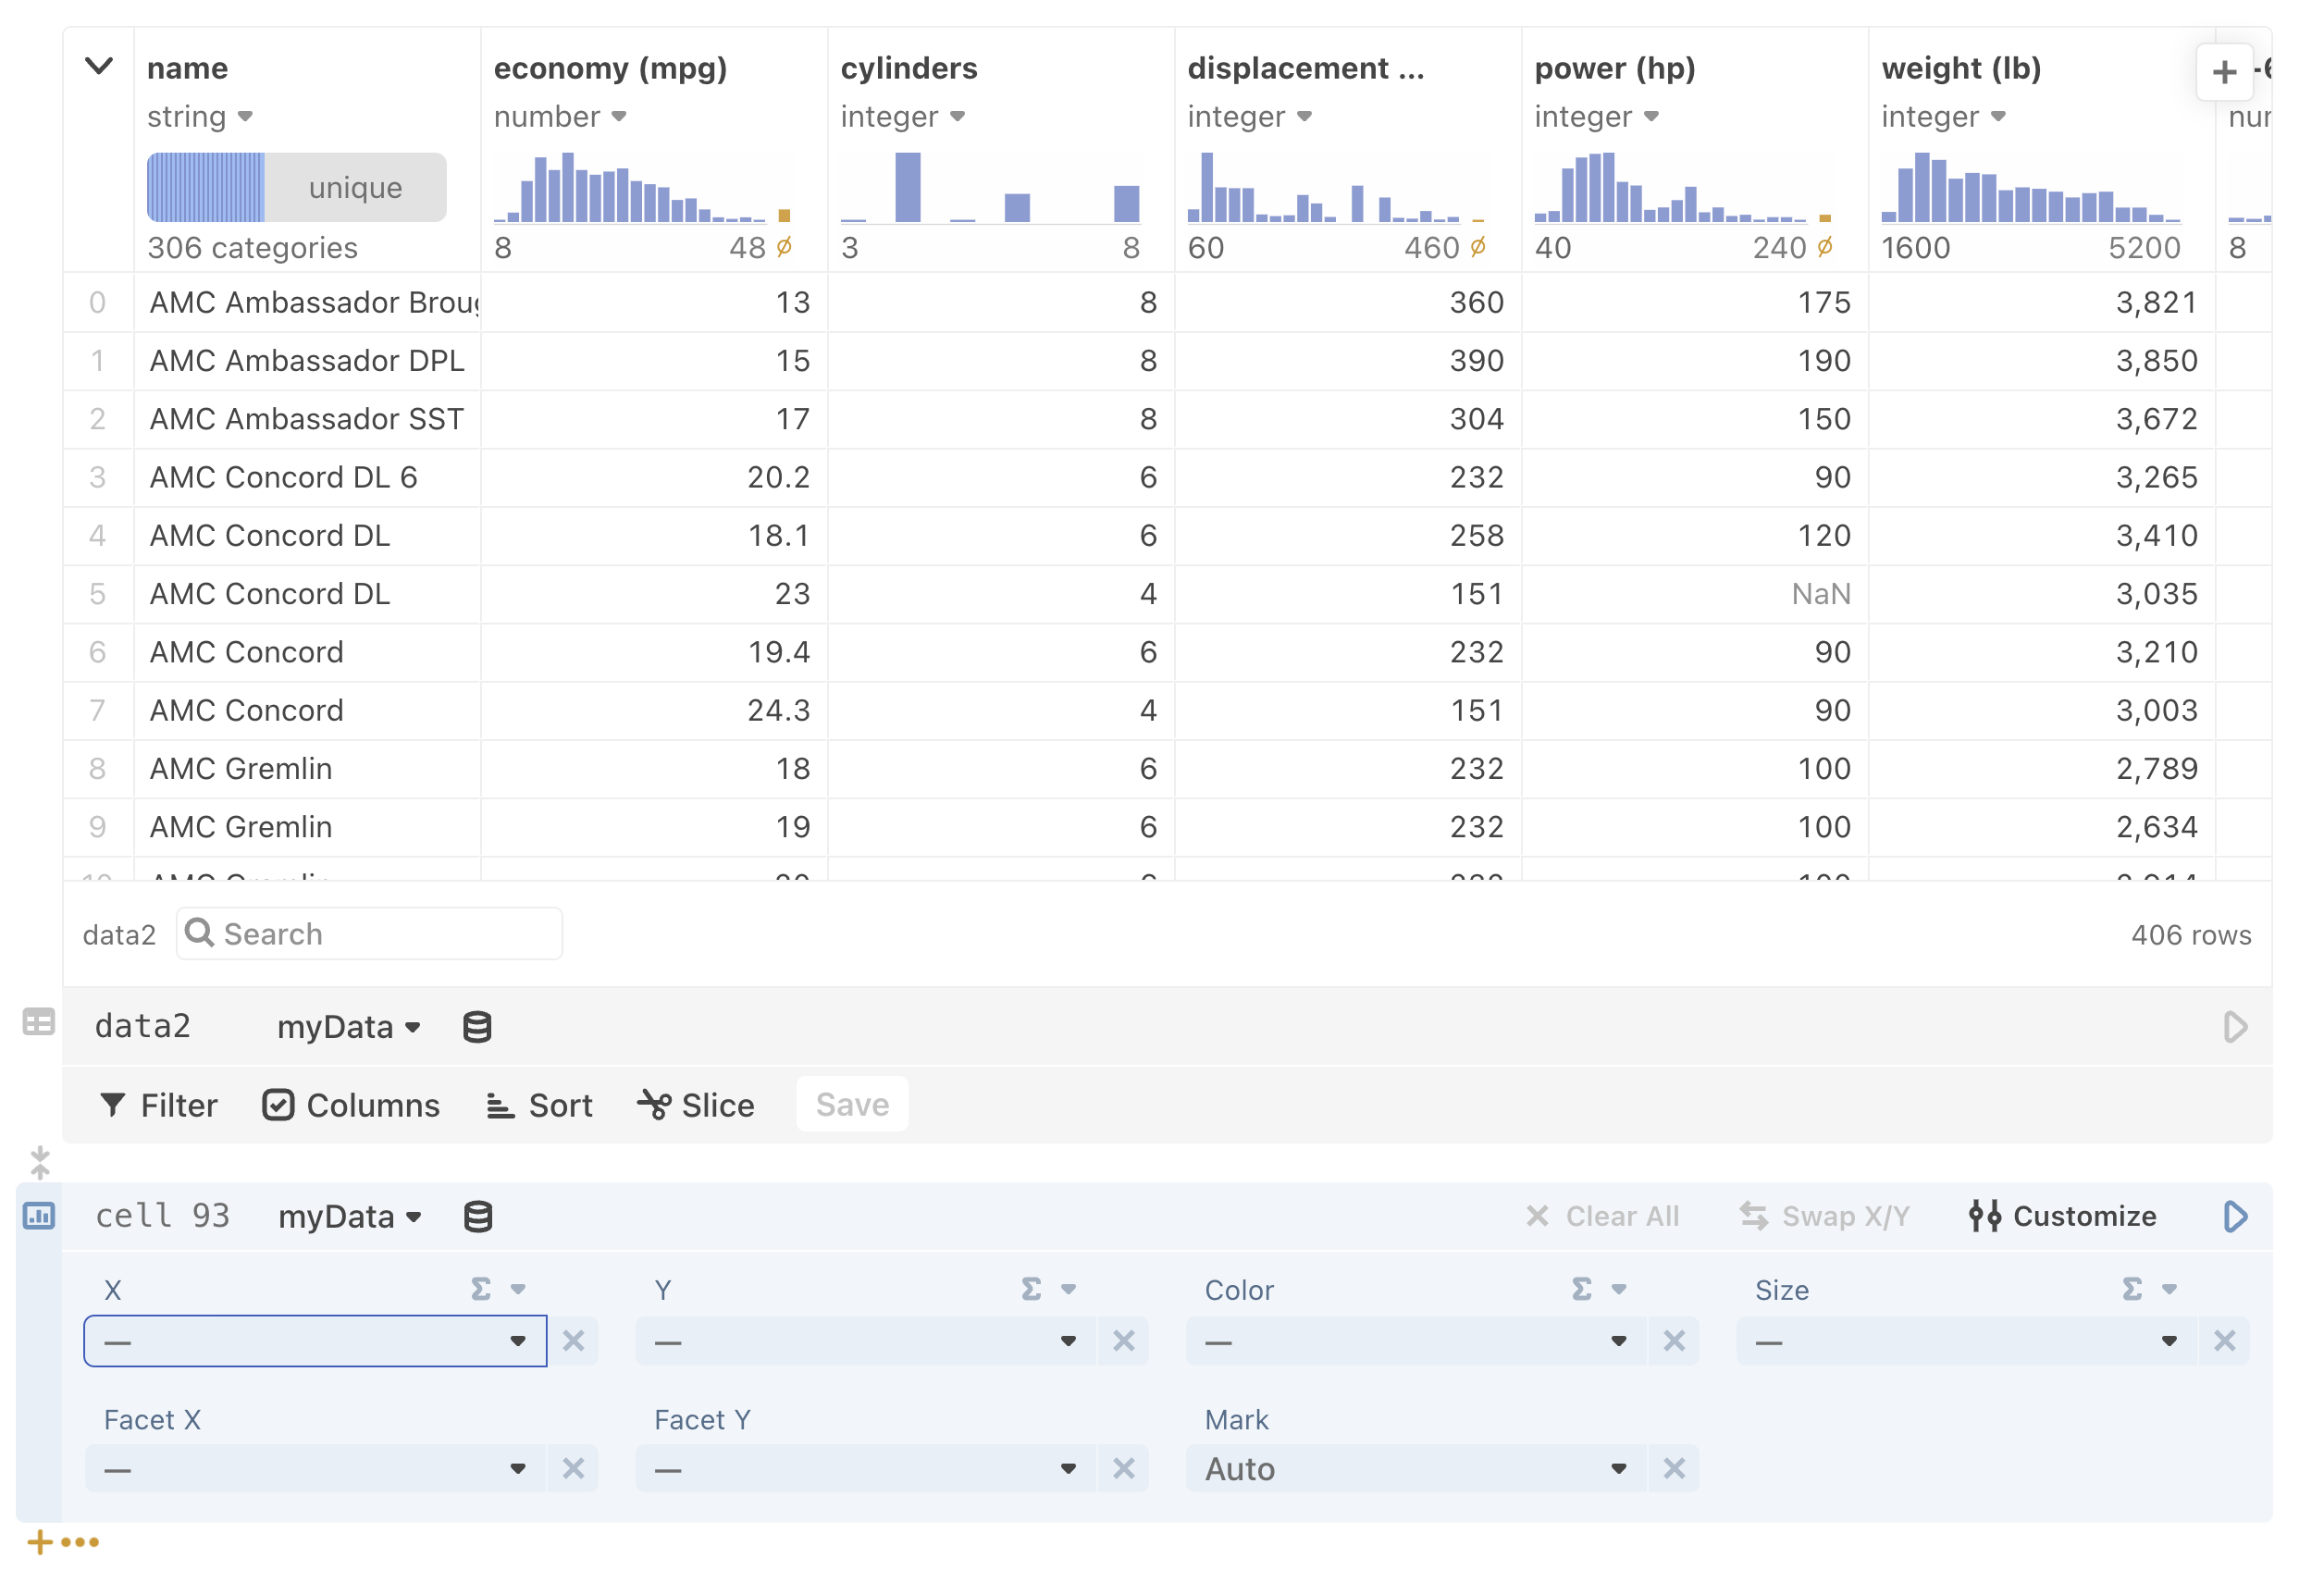 name economy (mpg) cylinders displacement ... power (hp) weight (lb)
string number integer integer integer integer
unique
306 categories 8 48 ∅ 3 8 60 460 ∅ 40 240 ∅ 1600 5200 8
0 AMC Ambassador 13 8 360 175 3,821
1 AMC Ambassador DPL 15 8 390 190 3,850
2 AMC Ambassador SST 17 8 304 150 3,672
3 AMC Concord DL 6 20.2 6 232 90 3,265
4 AMC Concord DL 18.1 6 258 120 3,410
5 AMC Concord DL 23 4 151 NaN 3,035
6 AMC Concord 19.4 6 232 90 3,210
7 AMC Concord 24.3 4 151 90 3,003
8 AMC Gremlin 18 6 232 100 2,789
9 AMC Gremlin 19 6 232 100 2,634
data2 Search 406 rows
data2 myData
Filter Columns Sort Slice Save
cell 93 myData Clear All Swap X/Y Customize
X Σ Y Σ Color Σ Size Σ
— — — —
Facet X Facet Y Mark
— — Auto